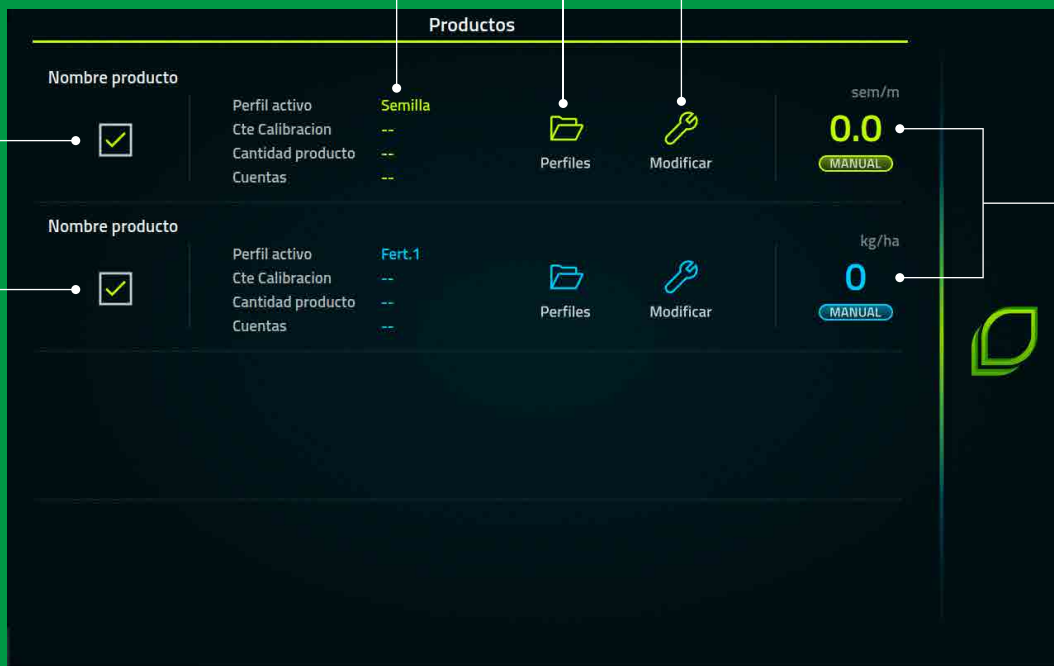 Productos
Nombre producto
sem/m
Perfil activo Semilla
Cte Calibracion --
Cantidad producto --
Cuentas --
Perfiles
Modificar
0.0
MANUAL
Nombre producto
kg/ha
Perfil activo Fert.1
Cte Calibracion --
Cantidad producto --
Cuentas --
Perfiles
Modificar
0
MANUAL